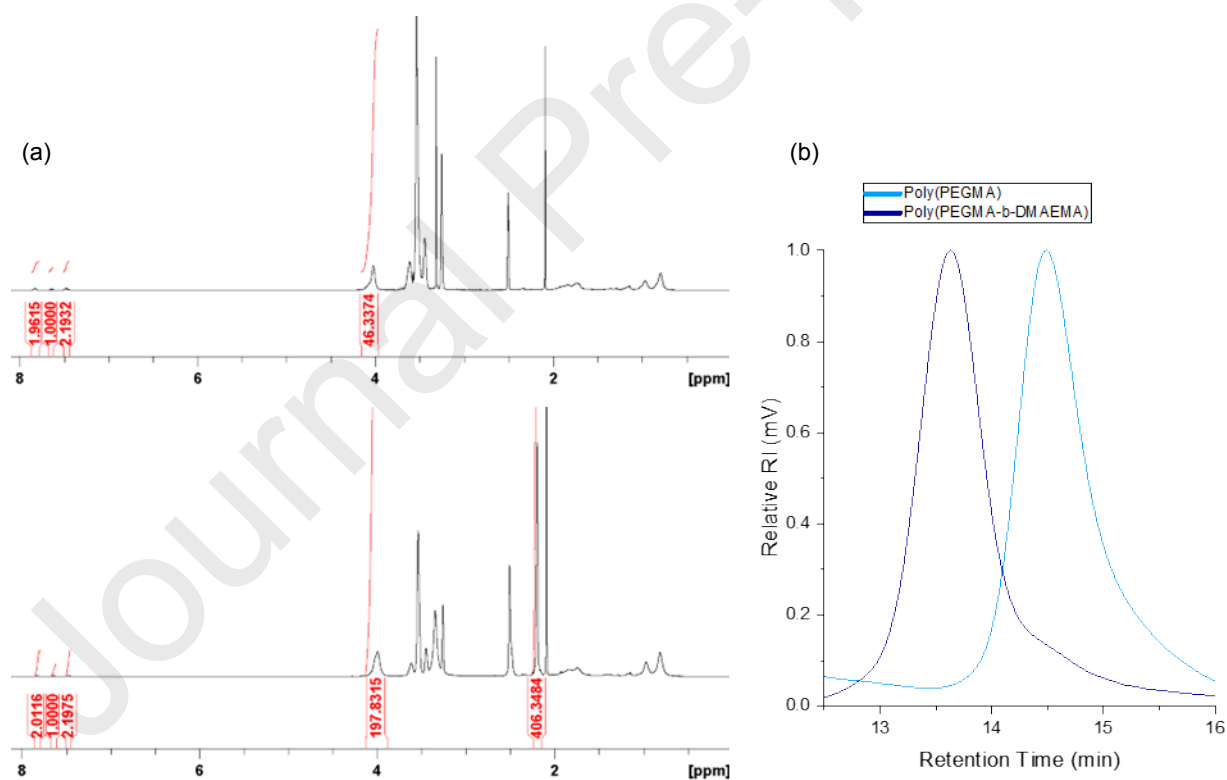 Journal Pre-
(a)
1.9615
1.0000
2.1932
46.3374
8 6 4 2 [ppm]
2.0116
1.0000
2.1975
197.8315
406.3484
8 6 4 2 [ppm]
(b)
Poly(PEGMA)
Poly(PEGMA-b-DMAEMA)
1.0
0.8
0.6
0.4
0.2
0.0
Relative RI (mV)
13 14 15 16
Retention Time (min)